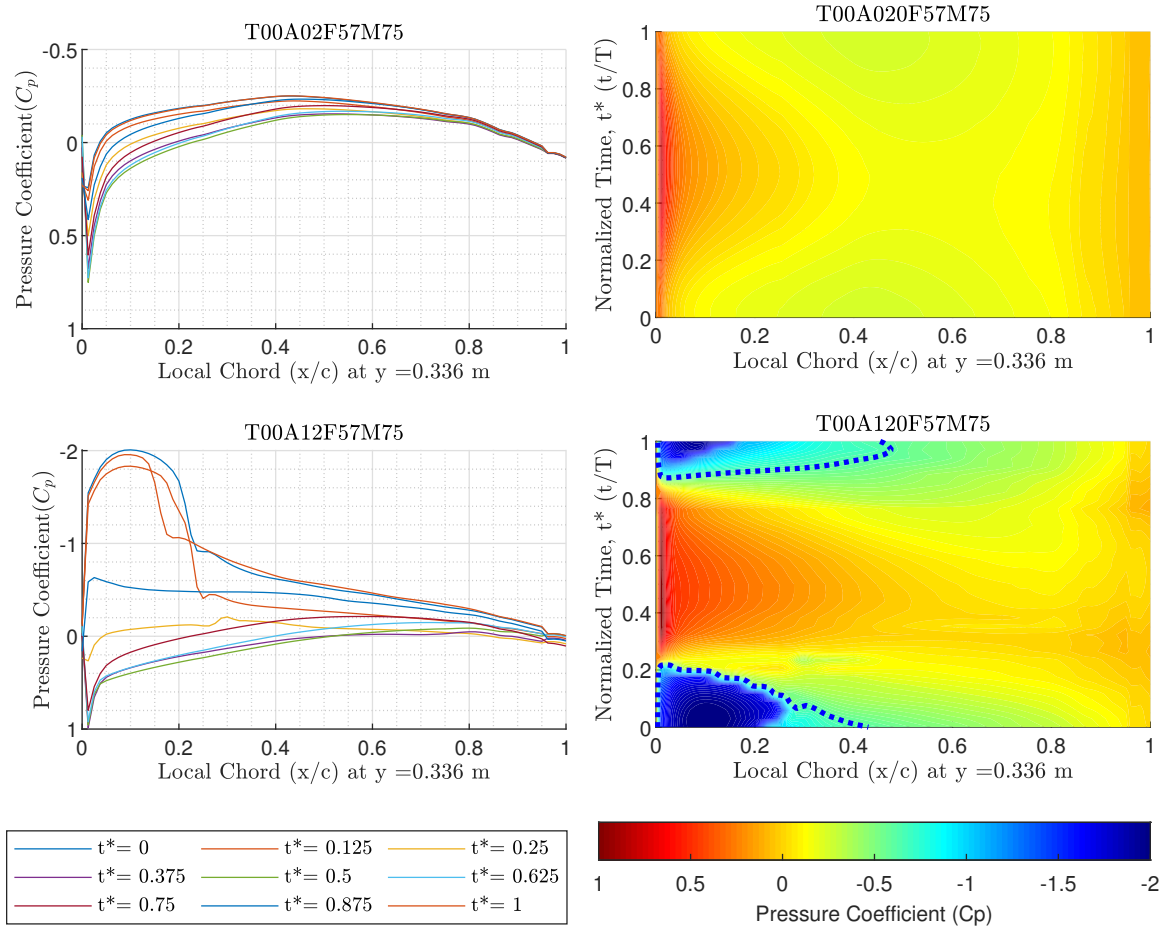 T00A02F57M75
-0.5
0
0.5
1
Pressure Coefficient(Cp)
0 0.2 0.4 0.6 0.8 1
Local Chord (x/c) at y =0.336 m
T00A020F57M75
1
0.8
0.6
0.4
0.2
0
Normalized Time, t* (t/T)
0 0.2 0.4 0.6 0.8 1
Local Chord (x/c) at y =0.336 m
T00A12F57M75
-2
-1
0
1
Pressure Coefficient(Cp)
0 0.2 0.4 0.6 0.8 1
Local Chord (x/c) at y =0.336 m
T00A120F57M75
1
0.8
0.6
0.4
0.2
0
Normalized Time, t* (t/T)
0 0.2 0.4 0.6 0.8 1
Local Chord (x/c) at y =0.336 m
t*= 0 t*= 0.125 t*= 0.25
t*= 0.375 t*= 0.5 t*= 0.625
t*= 0.75 t*= 0.875 t*= 1
1 0.5 0 -0.5 -1 -1.5 -2
Pressure Coefficient (Cp)